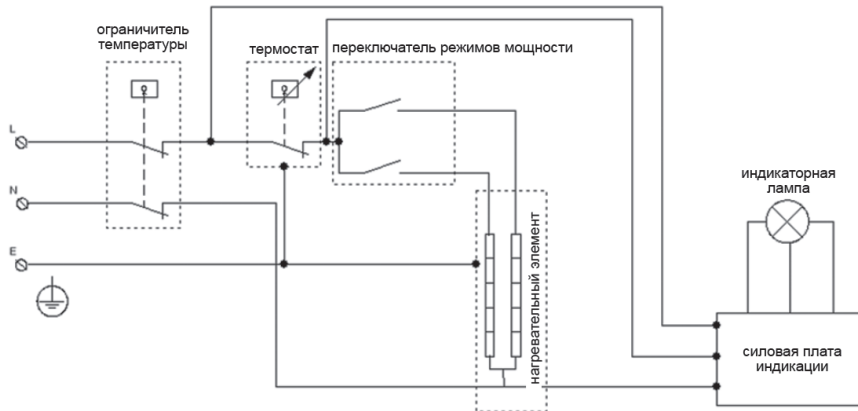 ограничитель
температуры
термостат
переключатель режимов мощности
L
N
E
индикаторная
лампа
нагревательный элемент
силовая плата
индикации